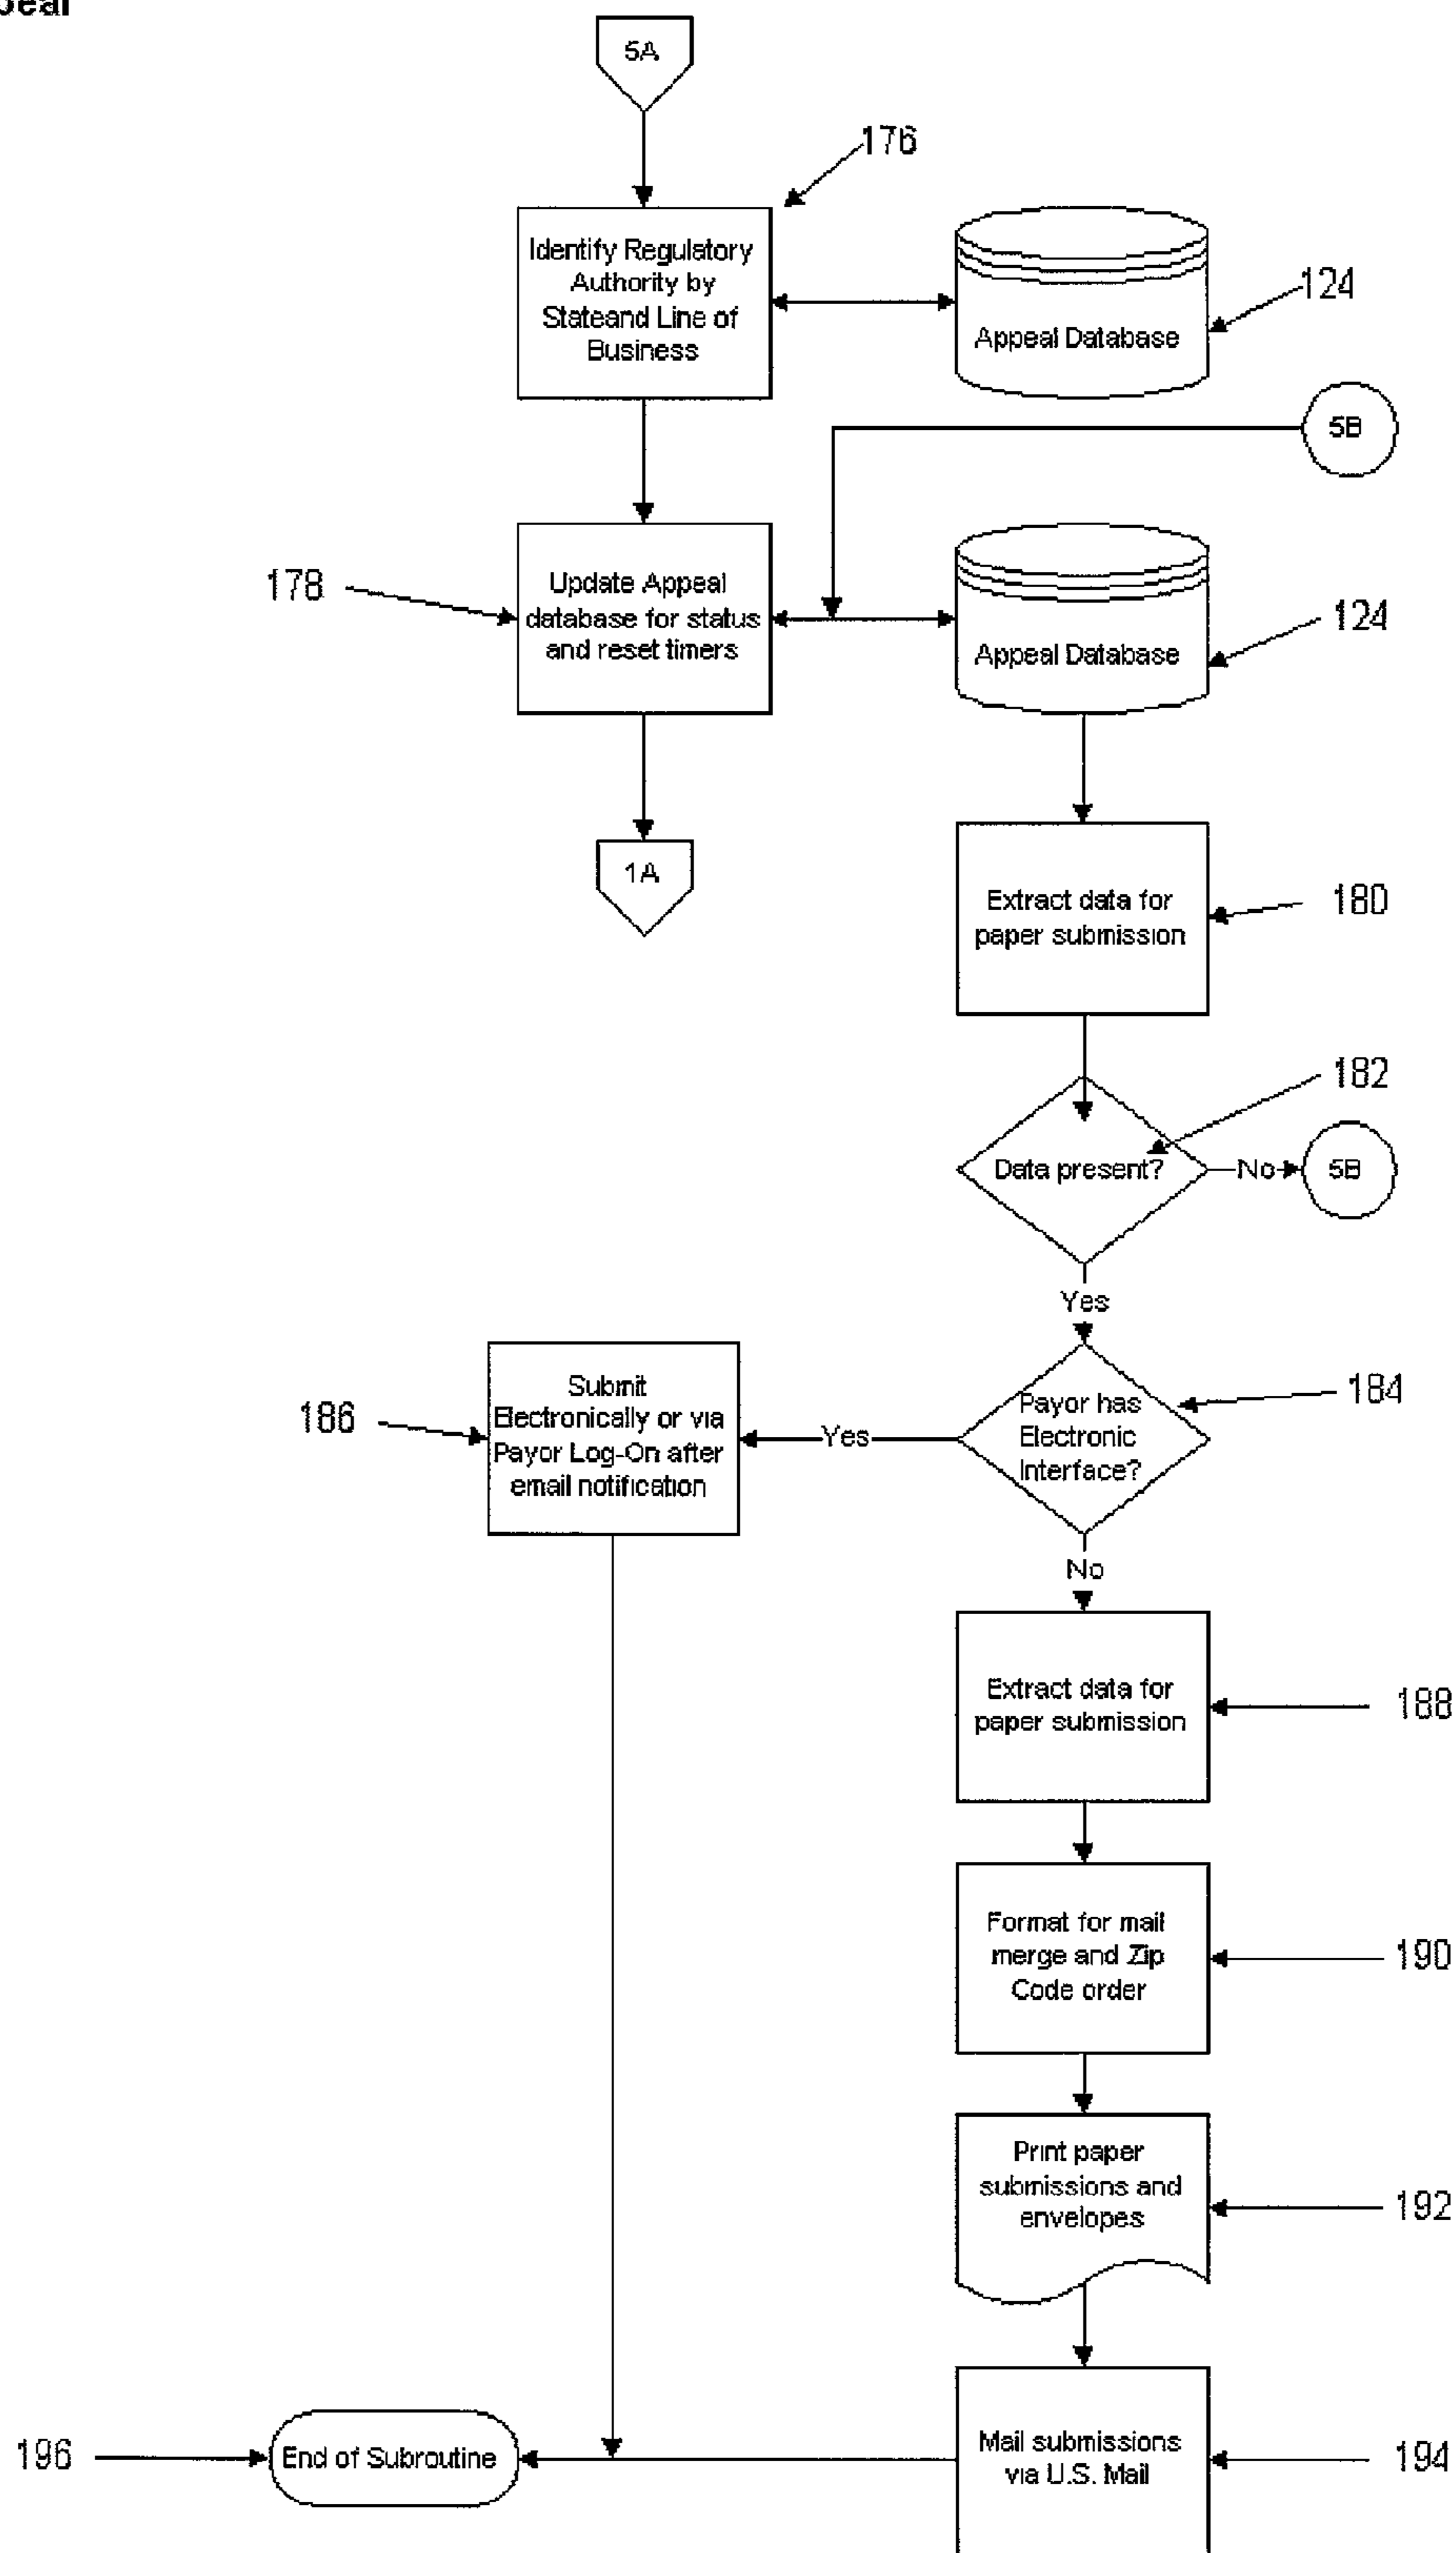 5A
176
Identify Regulatory
Authority by
Stateand Line of
Business
Appeal Database
124
5B
178
Update Appeal
database for status
and reset timers
Appeal Database
124
1A
Extract data for
paper submission
180
182
Data present?
No
5B
Yes
186
Submit
Electronically or via
Payor Log-On after
email notification
Yes
Payor has
Electronic
Interface?
184
No
Extract data for
paper submission
188
Format for mail
merge and Zip
Code order
190
Print paper
submissions and
envelopes
192
196
End of Subroutine
Mail submissions
via U.S. Mail
194